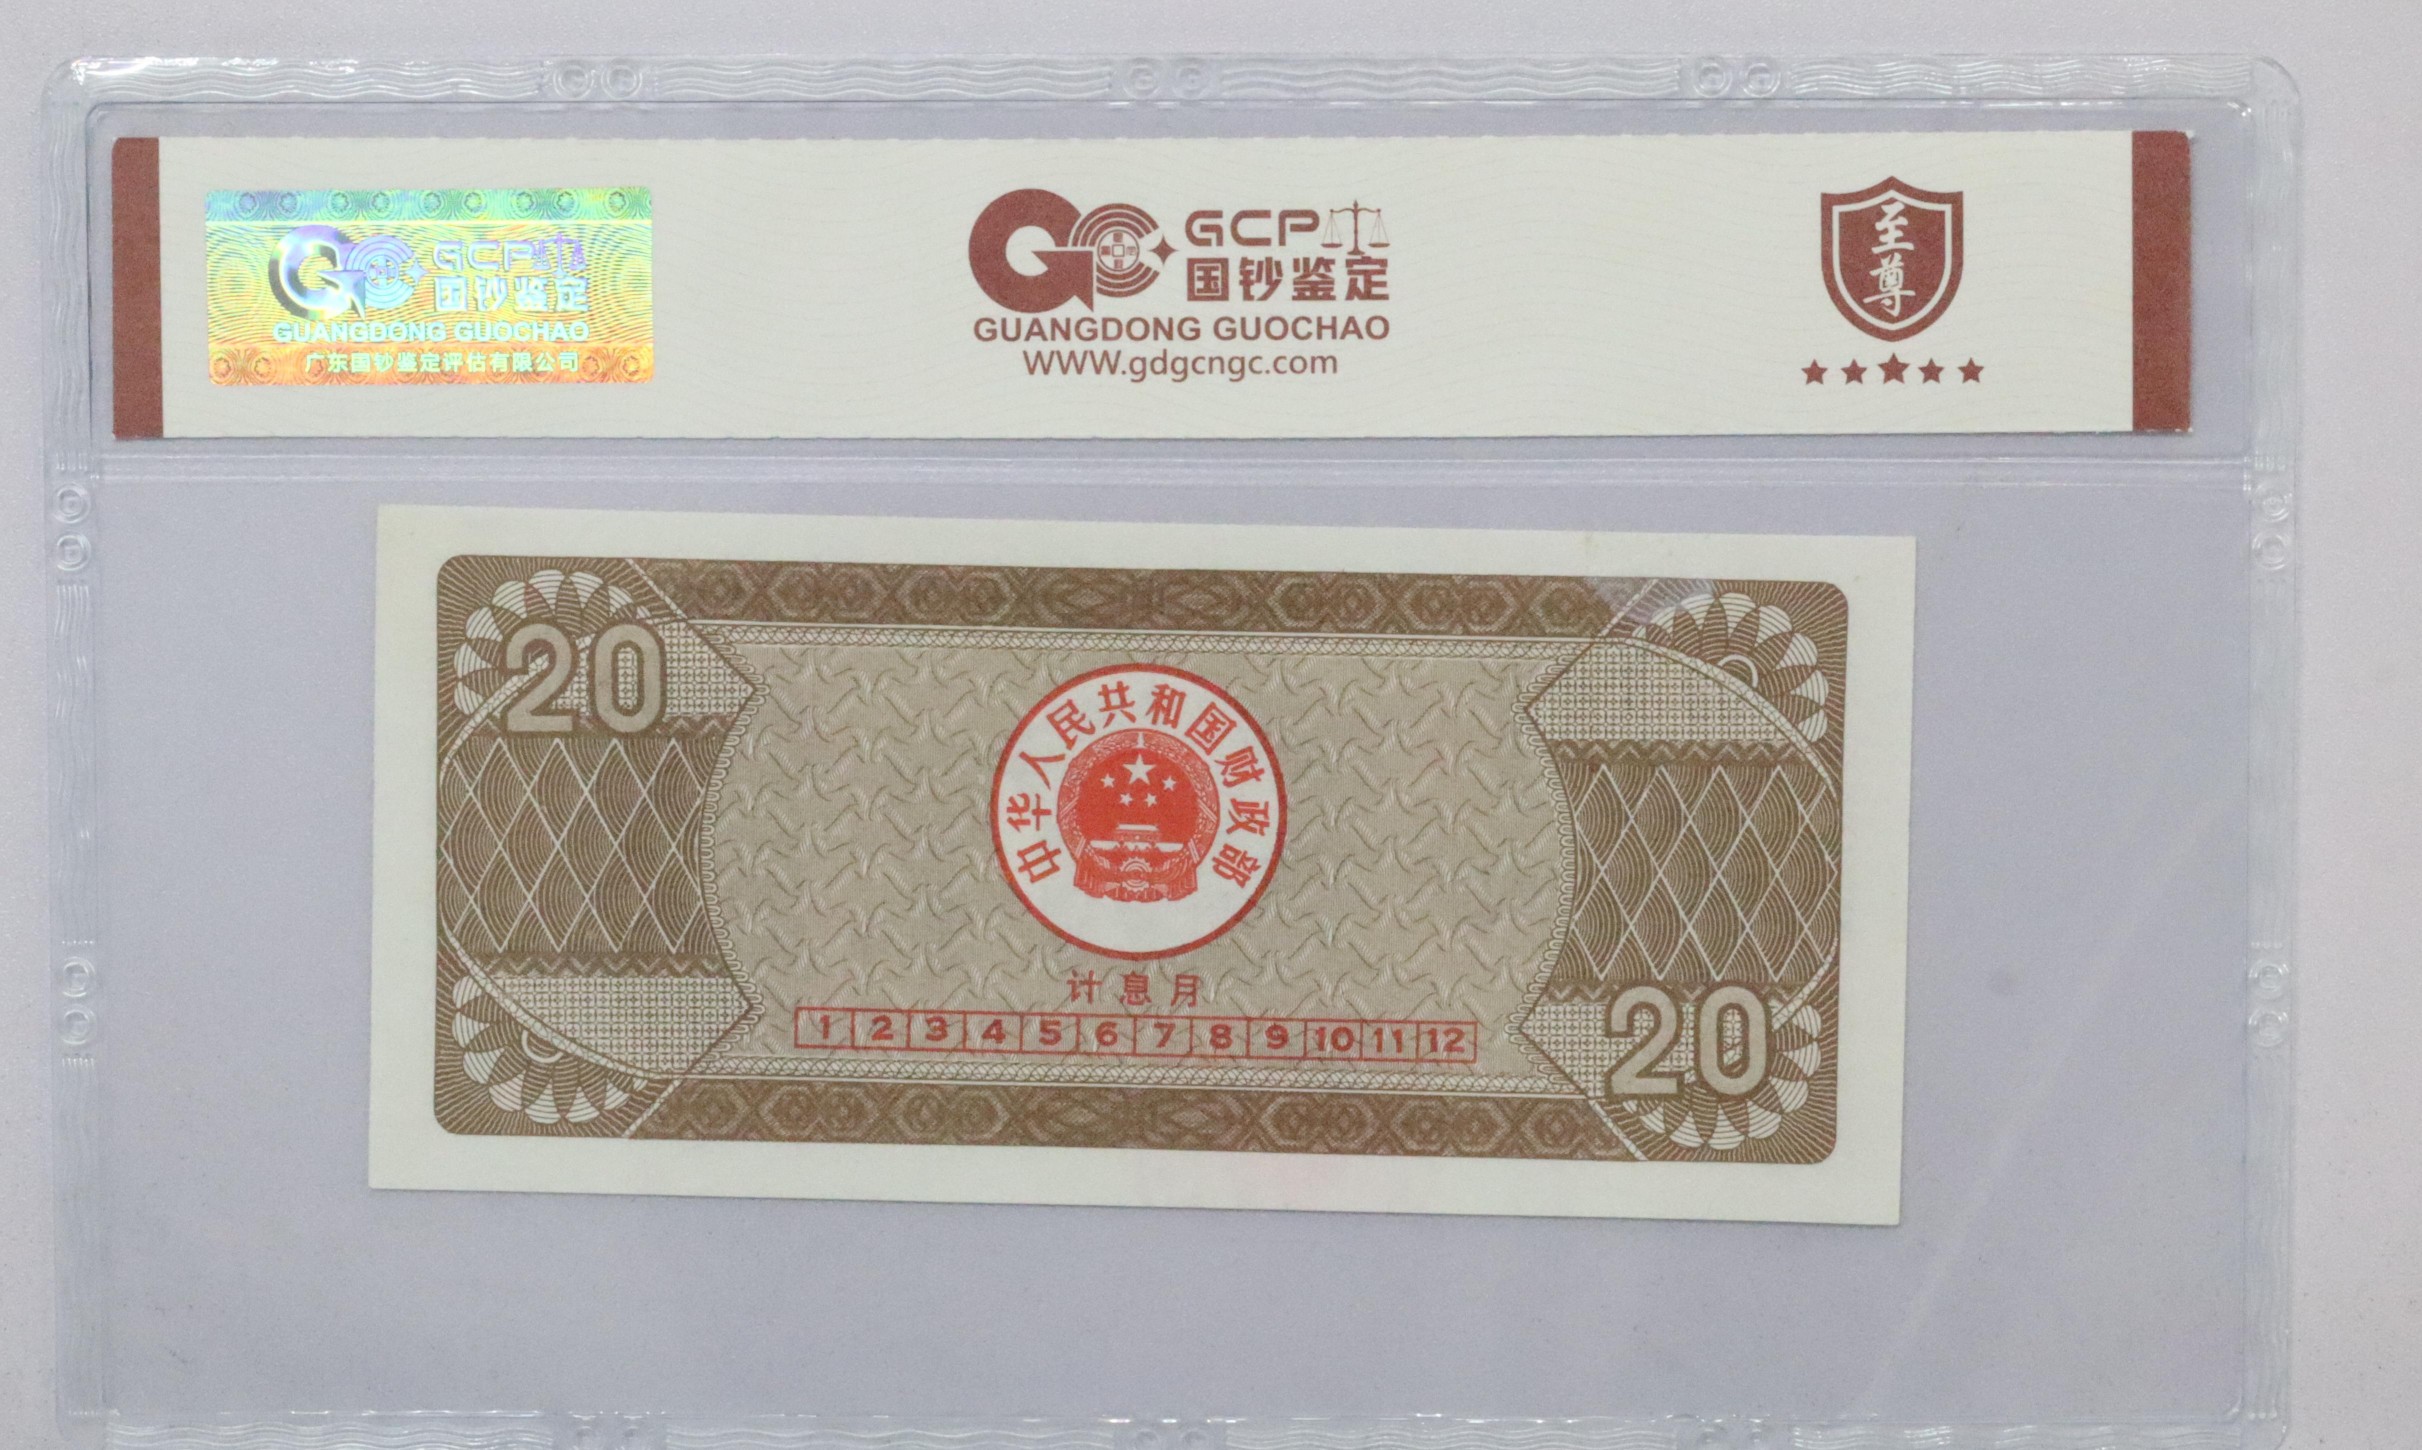 GCP
国钞鉴定
GUANGDONG GUOCHAO
广东国钞鉴定评估有限公司
GCP
国钞鉴定
GUANGDONG GUOCHAO
WWW.gdgcngc.com
至尊
20
中华人民共和国财政部
计息月
1 2 3 4 5 6 7 8 9 10 11 12
20